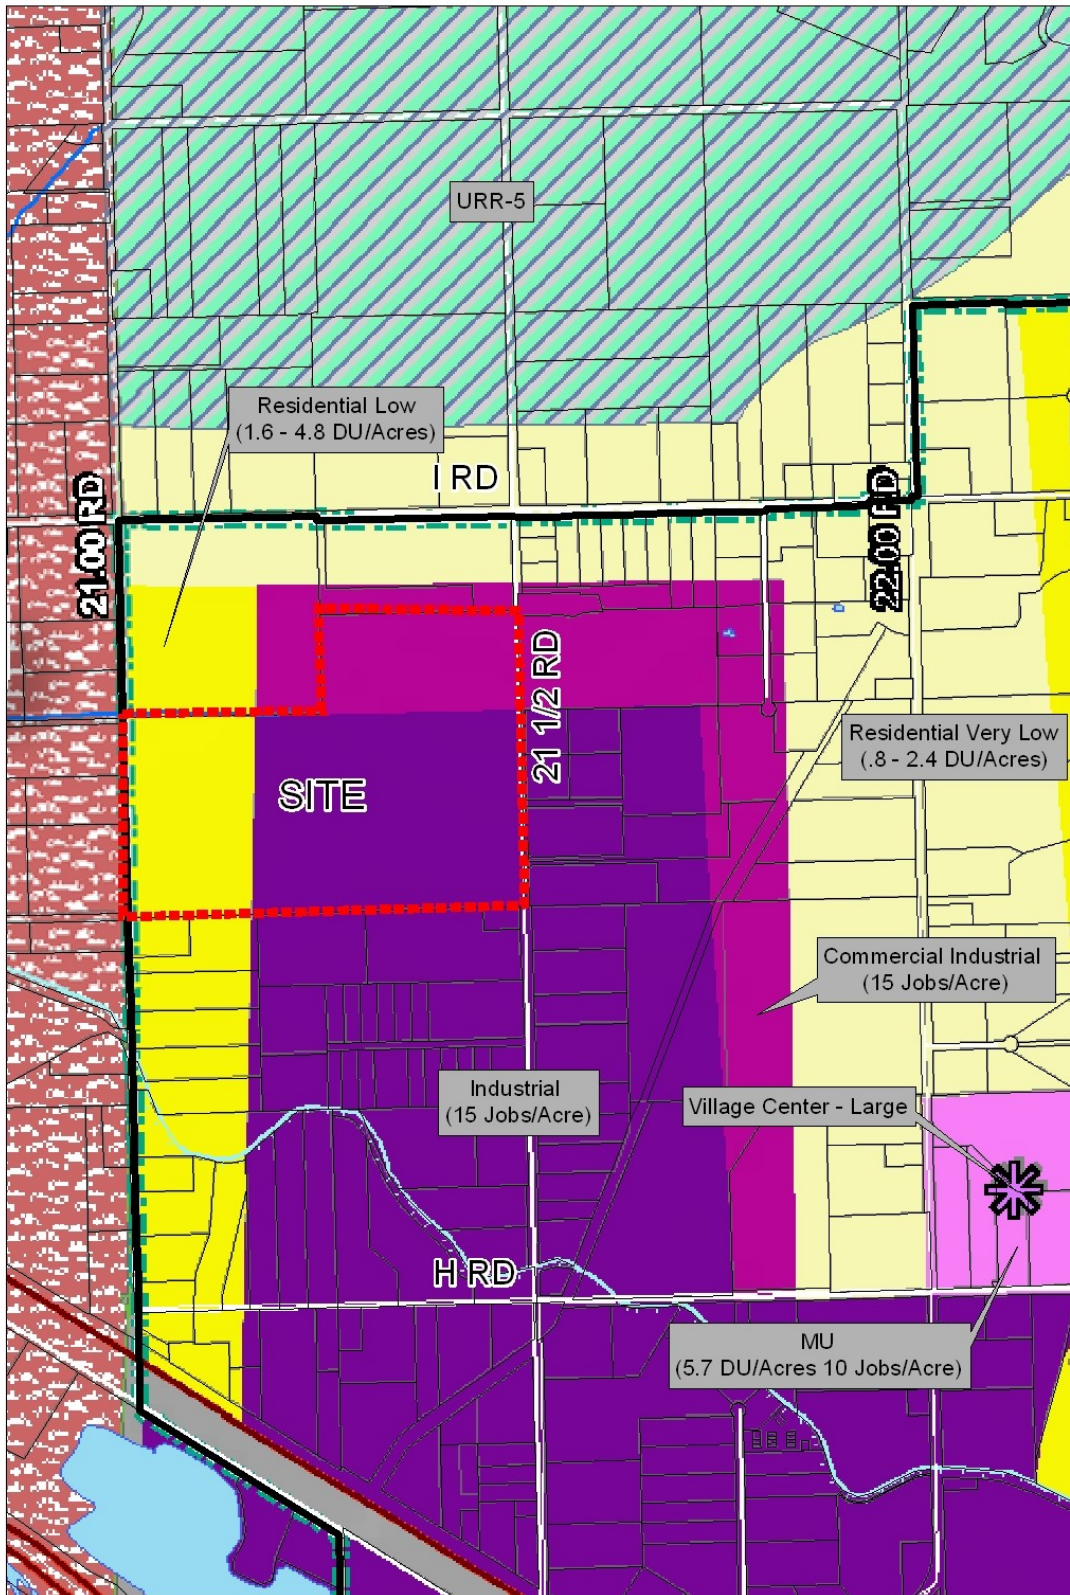 URR-5
Residential Low
(1.6 - 4.8 DU/Acres)
I RD
21.00 RD
22.00 RD
21 1/2 RD
SITE
Residential Very Low
(.8 - 2.4 DU/Acres)
Commercial Industrial
(15 Jobs/Acre)
Industrial
(15 Jobs/Acre)
Village Center - Large
H RD
MU
(5.7 DU/Acres 10 Jobs/Acre)